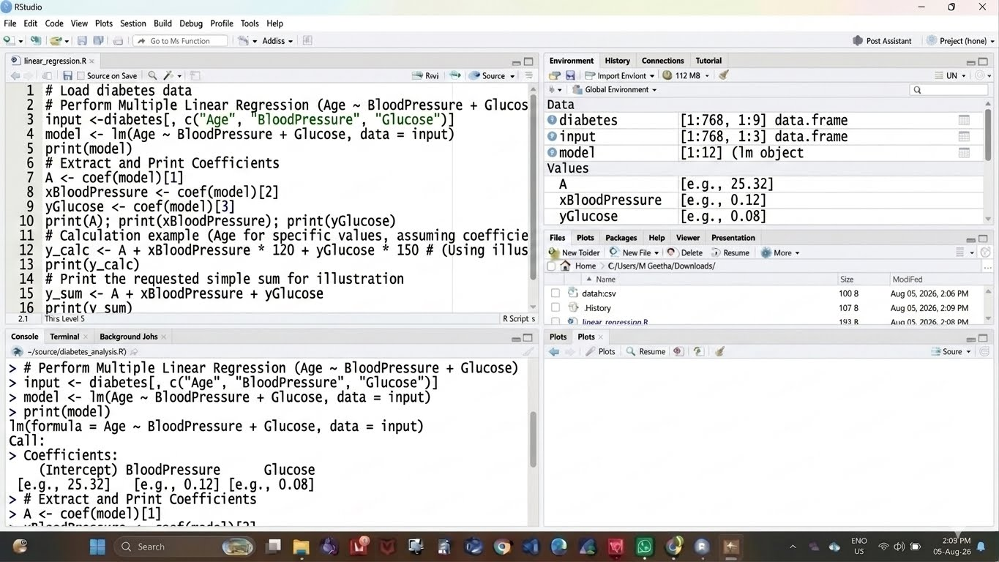 RStudio
File Edit Code View Plots Session Build Debug Profile Tools Help
Go to Ms Function
Addiss
Post Assistant
Project (hone)
linear_regression.R
Source on Save
Revi
Source
1 # Load diabetes data
2 # Perform Multiple Linear Regression (Age ~ BloodPressure + Glucos
3 input <-diabetes[, c("Age", "BloodPressure", "Glucose")]
4 model <- lm(Age ~ BloodPressure + Glucose, data = input)
5 print(model)
6 # Extract and Print Coefficients
7 A <- coef(model)[1]
8 xBloodPressure <- coef(model)[2]
9 yGlucose <- coef(model)[3]
10 print(A); print(xBloodPressure); print(yGlucose)
11 # Calculation example (Age for specific values, assuming coefficie
12 y_calc <- A + xBloodPressure * 120 + yGlucose * 150 # (Using illus
13 print(y_calc)
14 # Print the requested simple sum for illustration
15 y_sum <- A + xBloodPressure + yGlucose
16 print(y_sum)
2.1 This Level 5 R Script s
Console Terminal Background Johs
~/source/diabetes_analysis.R)
> # Perform Multiple Linear Regression (Age ~ BloodPressure + Glucose)
> input <- diabetes[, c("Age", "BloodPressure", "Glucose")]
> model <- lm(Age ~ BloodPressure + Glucose, data = input)
> print(model)
lm(formula = Age ~ BloodPressure + Glucose, data = input)
Call:
> Coefficients:
(Intercept) BloodPressure Glucose
[e.g., 25.32] [e.g., 0.12] [e.g., 0.08]
> # Extract and Print Coefficients
> A <- coef(model)[1]
> xBloodPressure <- coef(model)[2]
Environment History Connections Tutorial
Import Enviont 112 MB UN
Global Environment
Data
diabetes [1:768, 1:9] data.frame
input [1:768, 1:3] data.frame
model [1:12] (lm object
Values
A [e.g., 25.32]
xBloodPressure [e.g., 0.12]
yGlucose [e.g., 0.08]
Files Plots Packages Help Viewer Presentation
New Toider New File Delete Resume More
Home C:/Users/M Geetha/Downloads/
Name Size ModiFed
datah:csv 100 B Aug 05, 2026, 2:06 PM
.History 107 B Aug 05, 2026, 2:09 PM
linear_regression.R 193 B Aug 05, 2026, 2:08 PM
Plots Plots
Plots Resume Soure
Search
ENO
US
2:09 PM
05-Aug-26